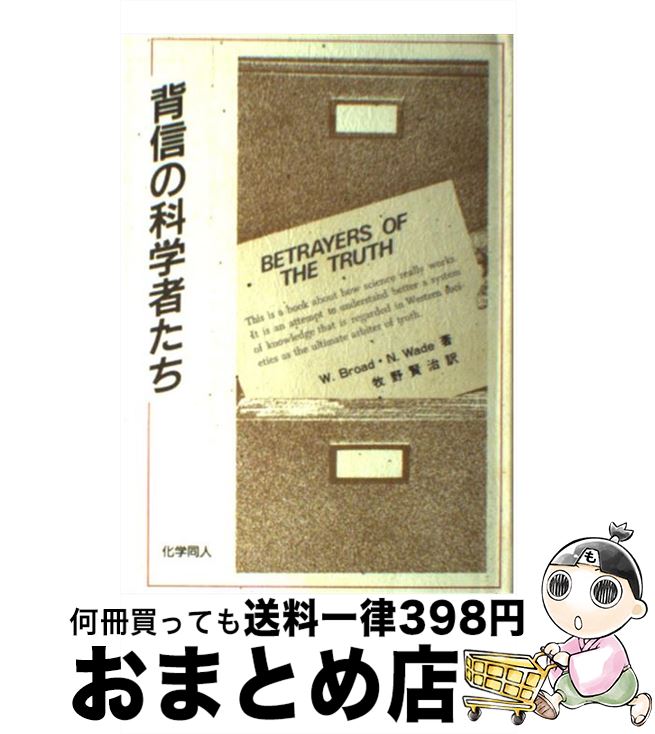 背信の科学者たち
BETRAYERS OF
THE TRUTH
This is a book about how science really works.
It is an attempt to understand better a system
of knowledge that is regarded in Western soci-
eties as the ultimate arbiter of truth.
W. Broad・N. Wade 著
牧野賢治 訳
化学同人
も
何冊買っても送料一律398円
おまとめ店